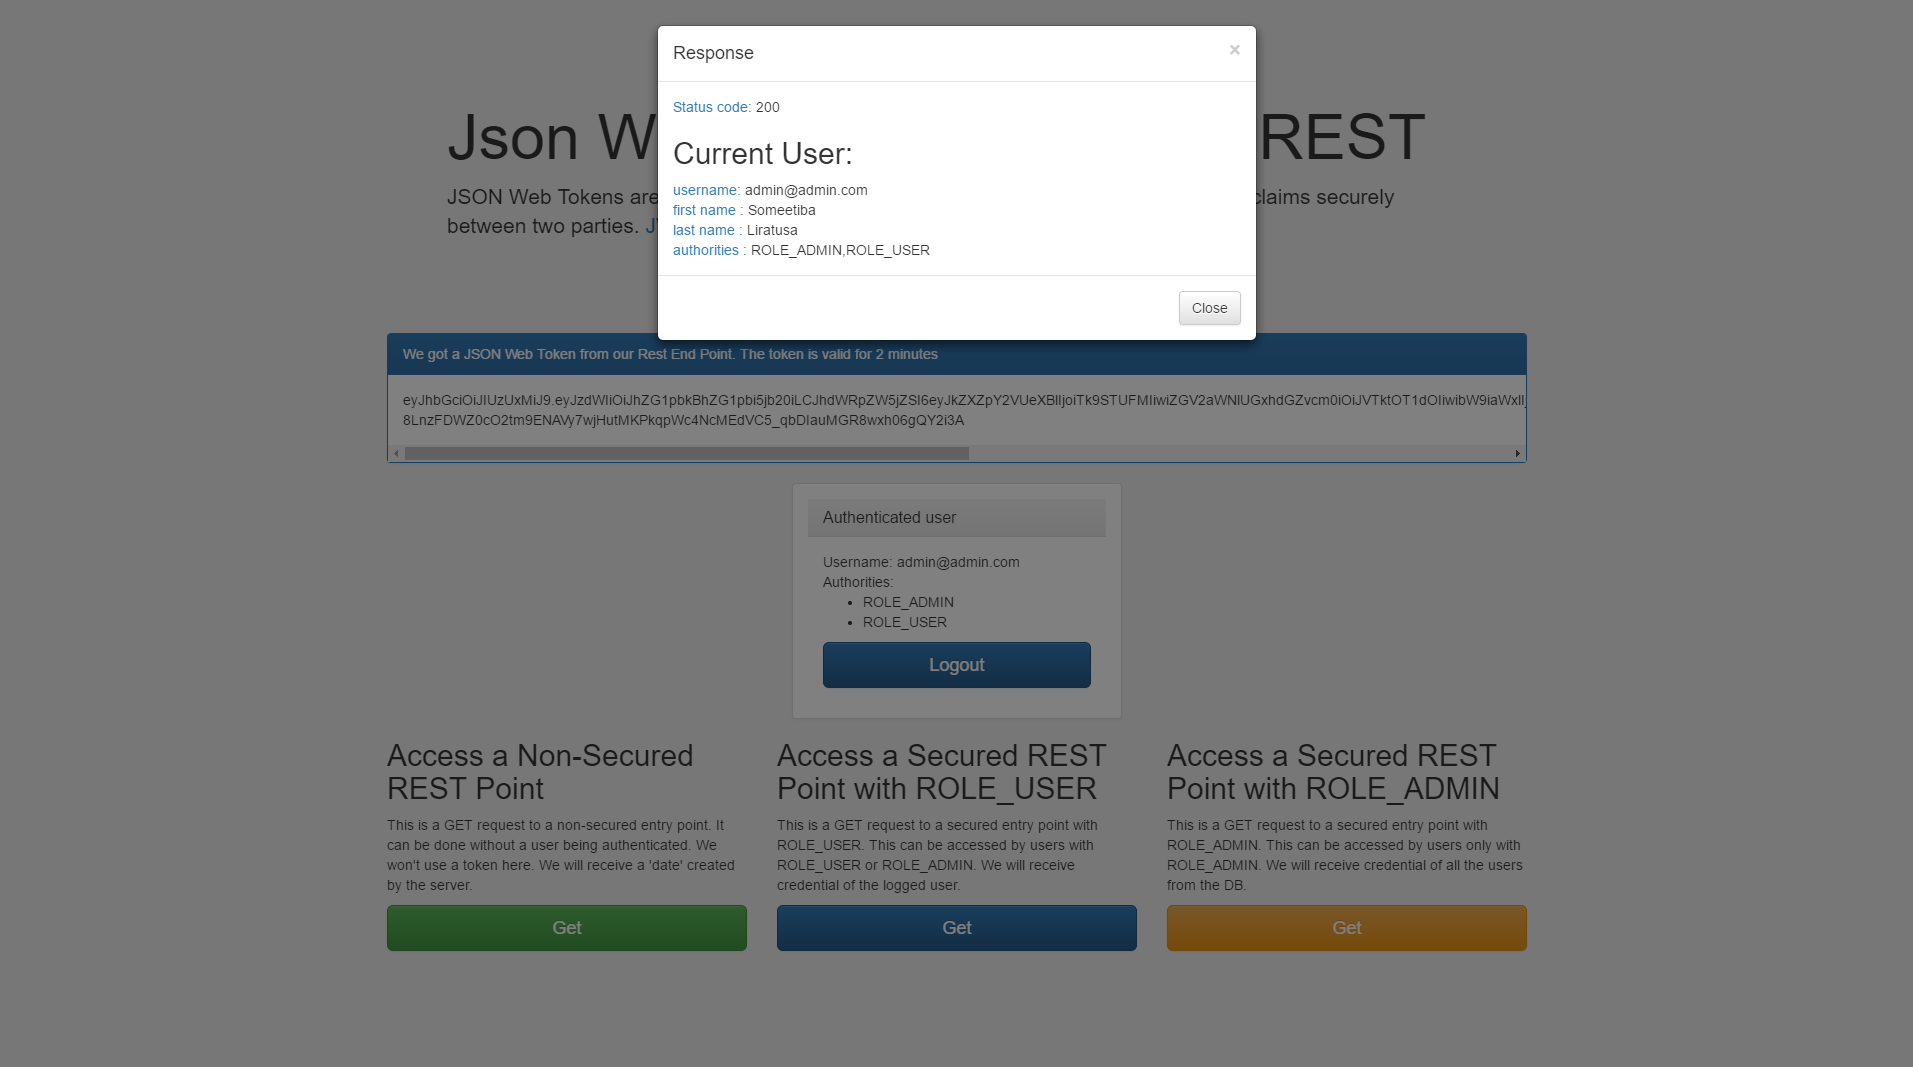 Response
×
Status code: 200
Current User:
username: admin@admin.com
first name : Someetiba
last name : Liratusa
authorities : ROLE_ADMIN,ROLE_USER
Close
Json W REST
JSON Web Tokens are claims securely
between two parties.
We got a JSON Web Token from our Rest End Point. The token is valid for 2 minutes
8LnzFDWZ0cO2tm9ENAVy7wjHutMKPkqpWc4NcMEdVC5_qbDIauMGR8wxh06gQY2i3A
Authenticated user
Username: admin@admin.com
Authorities:
• ROLE_ADMIN
• ROLE_USER
Logout
Access a Non-Secured
REST Point
This is a GET request to a non-secured entry point. It
can be done without a user being authenticated. We
won't use a token here. We will receive a 'date' created
by the server.
Get
Access a Secured REST
Point with ROLE_USER
This is a GET request to a secured entry point with
ROLE_USER. This can be accessed by users with
ROLE_USER or ROLE_ADMIN. We will receive
credential of the logged user.
Get
Access a Secured REST
Point with ROLE_ADMIN
This is a GET request to a secured entry point with
ROLE_ADMIN. This can be accessed by users only with
ROLE_ADMIN. We will receive credential of all the users
from the DB.
Get